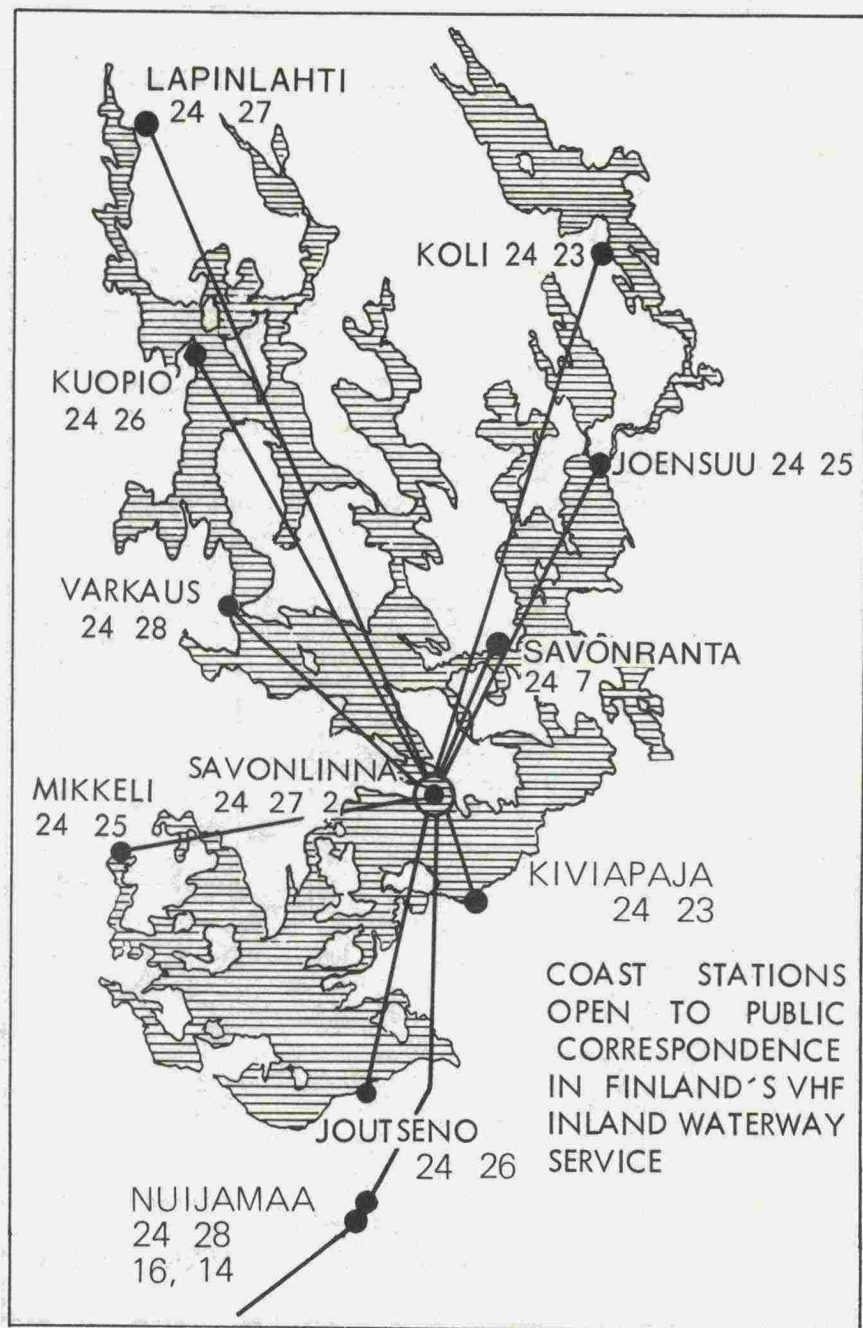 LAPINLAHTI
24 27
KOLI 24 23
KUOPIO
24 26
JOENSUU 24 25
VARKAUS
24 28
SAVONRANTA
24 7
SAVONLINNA
24 27 2
MIKKELI
24 25
KIVIAPAJA
24 23
COAST STATIONS
OPEN TO PUBLIC
CORRESPONDENCE
IN FINLAND´S VHF
INLAND WATERWAY
SERVICE
JOUTSENO
24 26
NUIJAMAA
24 28
16, 14